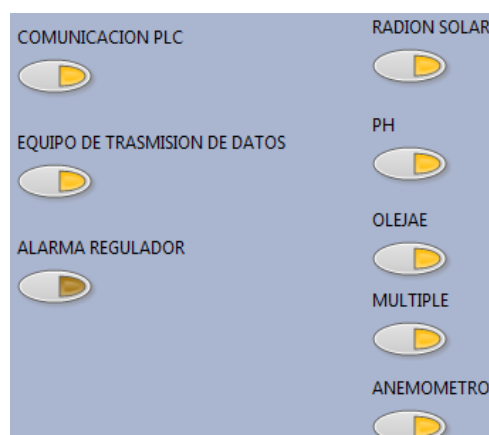 COMUNICACION PLC
EQUIPO DE TRASMISION DE DATOS
ALARMA REGULADOR
RADION SOLAR
PH
OLEJAE
MULTIPLE
ANEMOMETRO